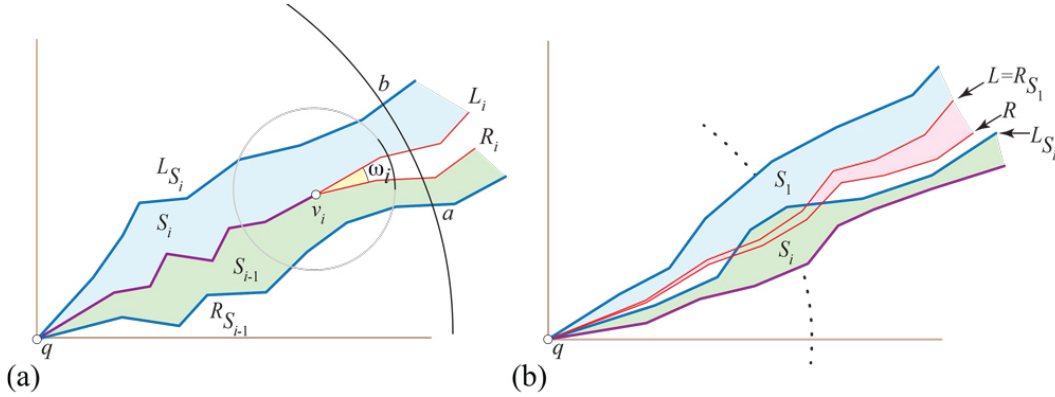 b
L_i
R_i
L_{S_i}
ω_i
S_i
v_i
a
S_{i-1}
R_{S_{i-1}}
q
(a)
L=R_{S_1}
R
L_{S_i}
S_1
S_i
q
(b)